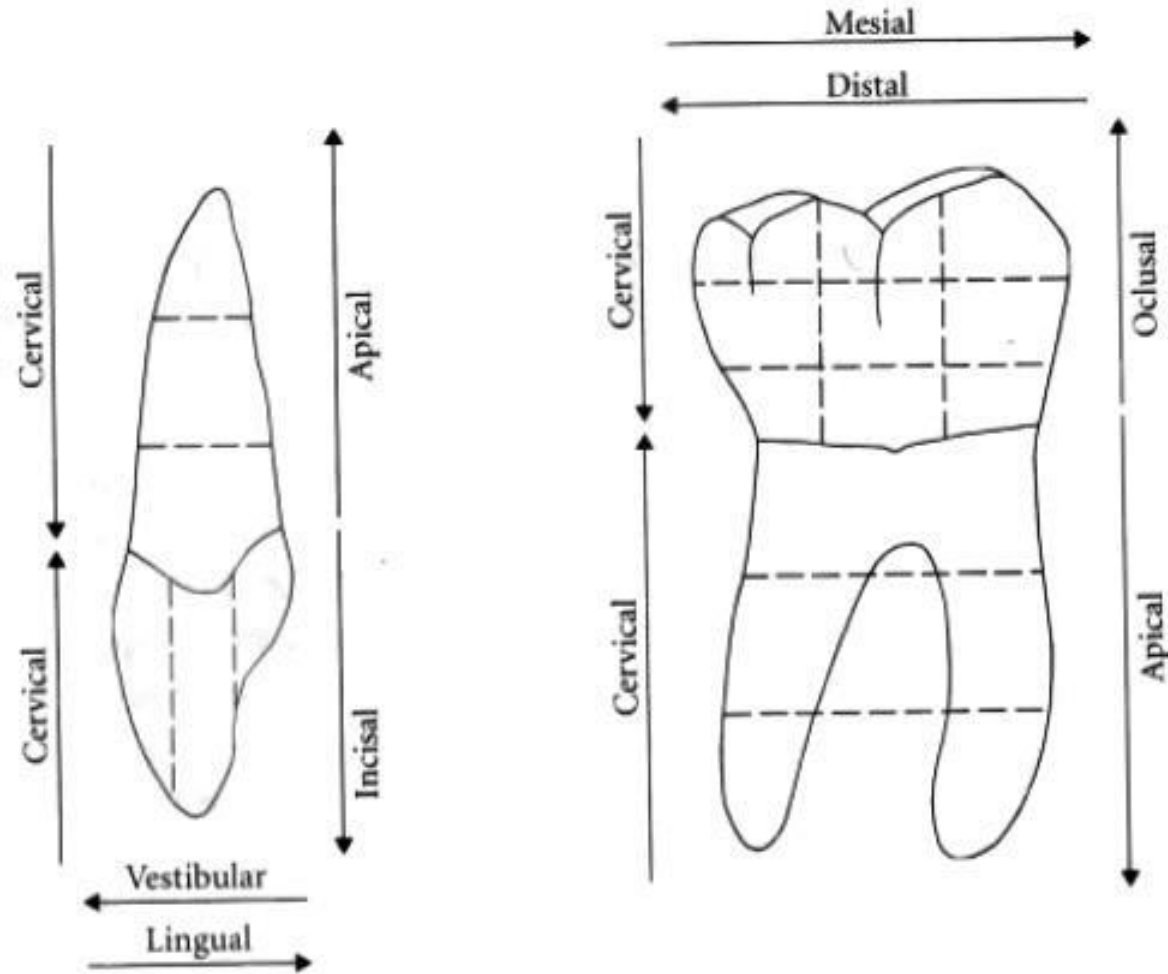 Mesial
Distal
Cervical
Apical
Cervical
Oclusal
Cervical
Incisal
Cervical
Apical
Vestibular
Lingual